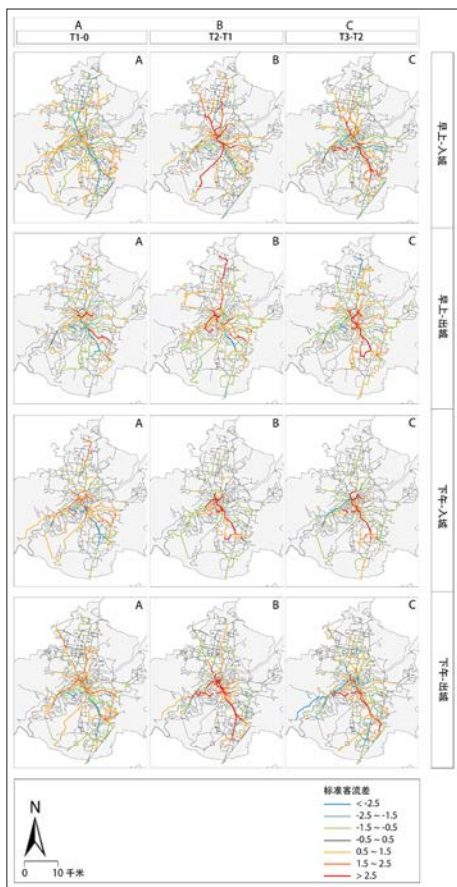 A B C
T1-0 T2-T1 T3-T2
A B C
早上-入城
A B C
早上-出城
A B C
下午-入城
A B C
下午-出城
N
0 10 千米
标准客流差
< -2.5
-2.5 ~ -1.5
-1.5 ~ -0.5
-0.5 ~ 0.5
0.5 ~ 1.5
1.5 ~ 2.5
> 2.5